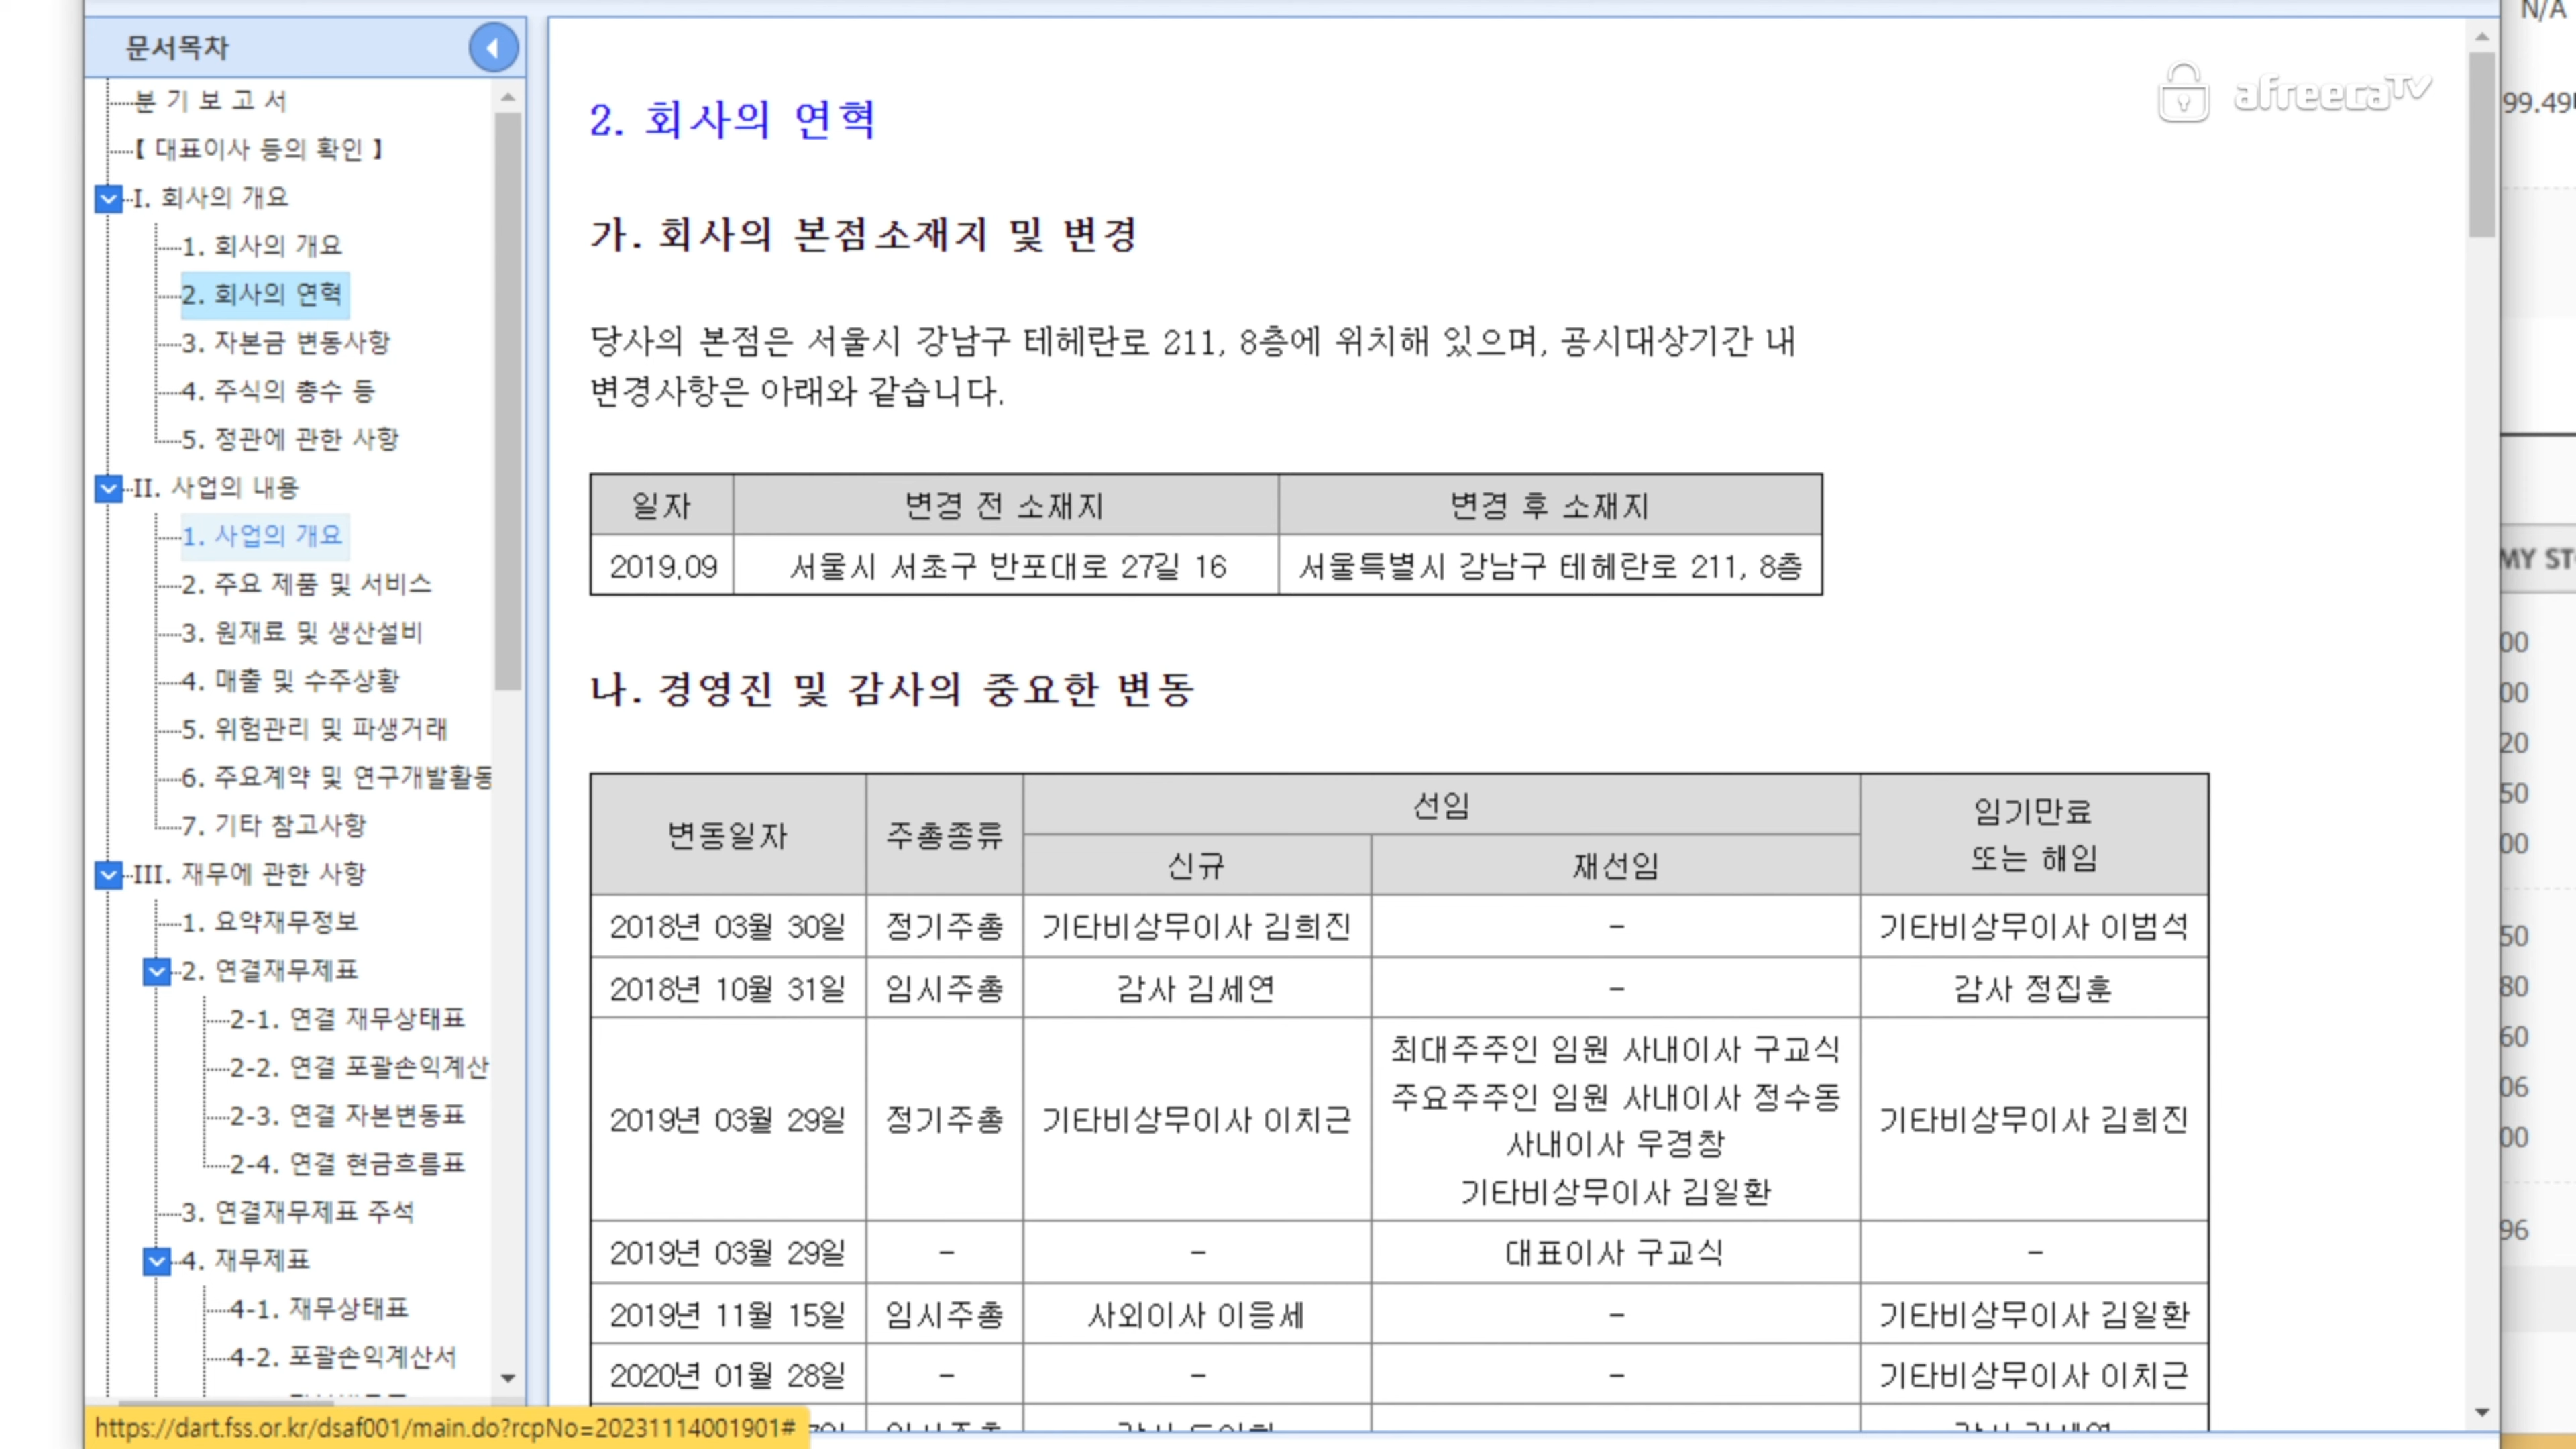 문서목차
분 기 보 고 서
【 대표이사 등의 확인 】
I. 회사의 개요
1. 회사의 개요
2. 회사의 연혁
3. 자본금 변동사항
4. 주식의 총수 등
5. 정관에 관한 사항
II. 사업의 내용
1. 사업의 개요
2. 주요 제품 및 서비스
3. 원재료 및 생산설비
4. 매출 및 수주상황
5. 위험관리 및 파생거래
6. 주요계약 및 연구개발활동
7. 기타 참고사항
III. 재무에 관한 사항
1. 요약재무정보
2. 연결재무제표
2-1. 연결 재무상태표
2-2. 연결 포괄손익계산
2-3. 연결 자본변동표
2-4. 연결 현금흐름표
3. 연결재무제표 주석
4. 재무제표
4-1. 재무상태표
4-2. 포괄손익계산서
https://dart.fss.or.kr/dsaf001/main.do?rcpNo=20231114001901#
afreecaTV
2. 회사의 연혁
가. 회사의 본점소재지 및 변경
당사의 본점은 서울시 강남구 테헤란로 211, 8층에 위치해 있으며, 공시대상기간 내
변경사항은 아래와 같습니다.
일자 변경 전 소재지 변경 후 소재지
2019.09 서울시 서초구 반포대로 27길 16 서울특별시 강남구 테헤란로 211, 8층
나. 경영진 및 감사의 중요한 변동
변동일자 주총종류 선임 임기만료 또는 해임
신규 재선임
2018년 03월 30일 정기주총 기타비상무이사 김희진 - 기타비상무이사 이범석
2018년 10월 31일 임시주총 감사 김세연 - 감사 정집훈
2019년 03월 29일 정기주총 기타비상무이사 이치근 최대주주인 임원 사내이사 구교식
주요주주인 임원 사내이사 정수동
사내이사 우경창
기타비상무이사 김일환
기타비상무이사 김희진
2019년 03월 29일 - - 대표이사 구교식 -
2019년 11월 15일 임시주총 사외이사 이응세 - 기타비상무이사 김일환
2020년 01월 28일 - - - 기타비상무이사 이치근
N/A
99.49
MY ST
00
00
20
50
00
50
80
60
06
00
96